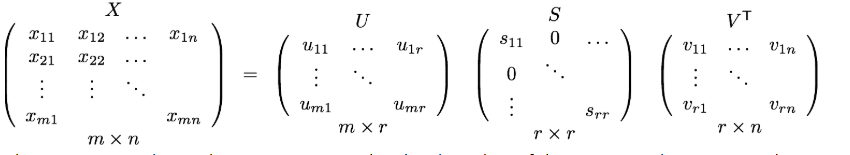 X U S Vᵀ
( x₁₁ x₁₂ … x₁ₙ ) = ( u₁₁ … u₁ᵣ ) ( s₁₁ 0 … ) ( v₁₁ … v₁ₙ )
( x₂₁ x₂₂ … ) ( ⋮ ⋱ ) ( 0 ⋱ ) ( ⋮ ⋱ )
( ⋮ ⋮ ⋱ ) ( uₘ₁ uₘᵣ ) ( ⋮ sᵣᵣ ) ( vᵣ₁ vᵣₙ )
( xₘ₁ xₘₙ )
m × n m × r r × r r × n